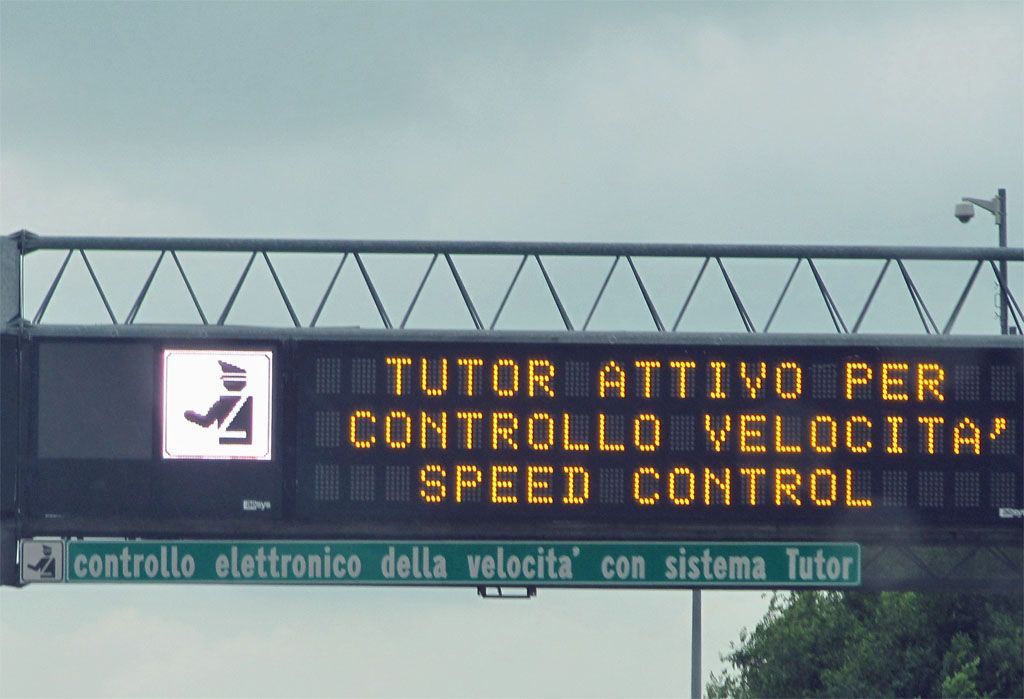 TUTOR ATTIVO PER
CONTROLLO VELOCITA'
SPEED CONTROL
controllo elettronico della velocita' con sistema Tutor